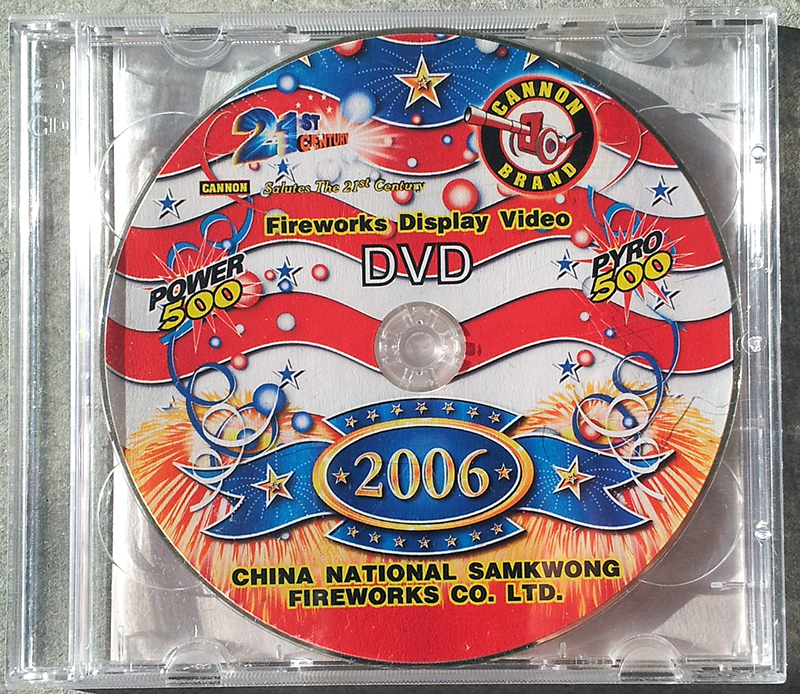 21ST
CENTURY
CANNON
BRAND
CANNON Salutes The 21st Century
Fireworks Display Video
DVD
POWER
500
PYRO
500
2006
CHINA NATIONAL SAMKWONG
FIREWORKS CO. LTD.